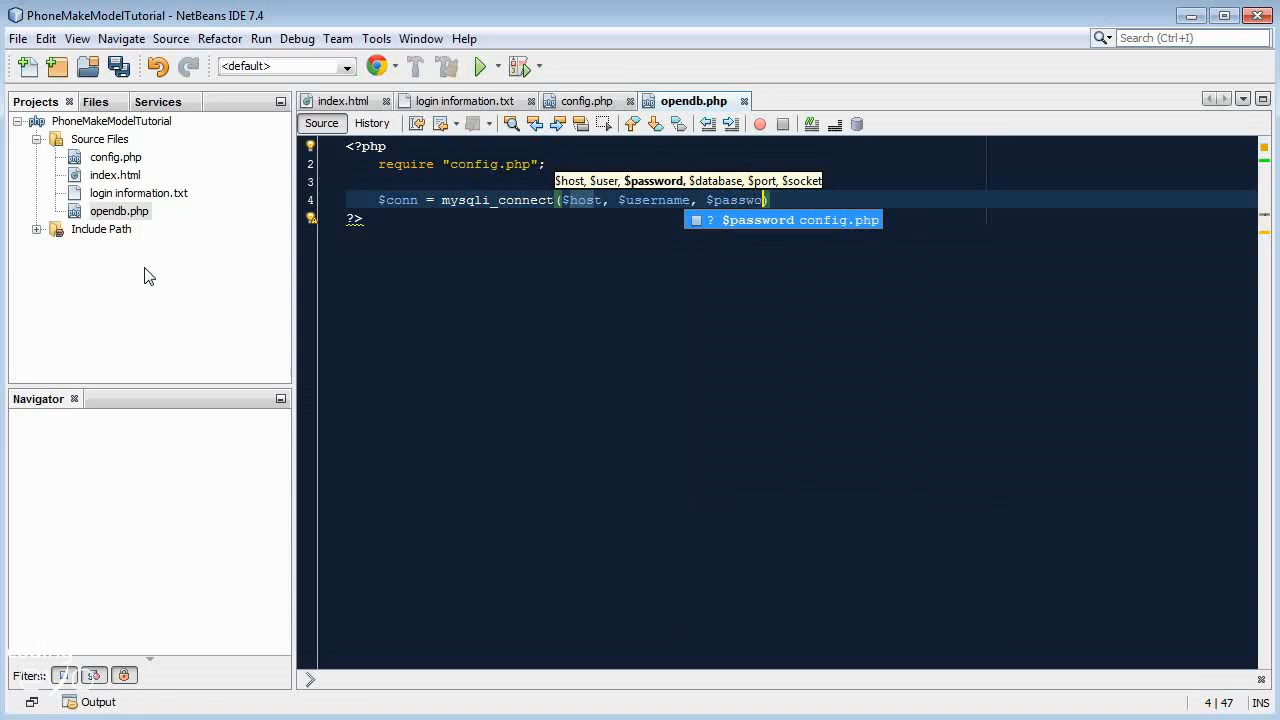 PhoneMakeModelTutorial - NetBeans IDE 7.4
File Edit View Navigate Source Refactor Run Debug Team Tools Window Help
Search (Ctrl+I)
<default>
Projects Files Services
index.html login information.txt config.php opendb.php
PhoneMakeModelTutorial
Source Files
config.php
index.html
login information.txt
opendb.php
Include Path
Source History
<?php
2 require "config.php";
3 $host, $user, $password, $database, $port, $socket
4 $conn = mysqli_connect($host, $username, $passwo)
?>
? $password config.php
Navigator
Filters:
Output
4 | 47 INS